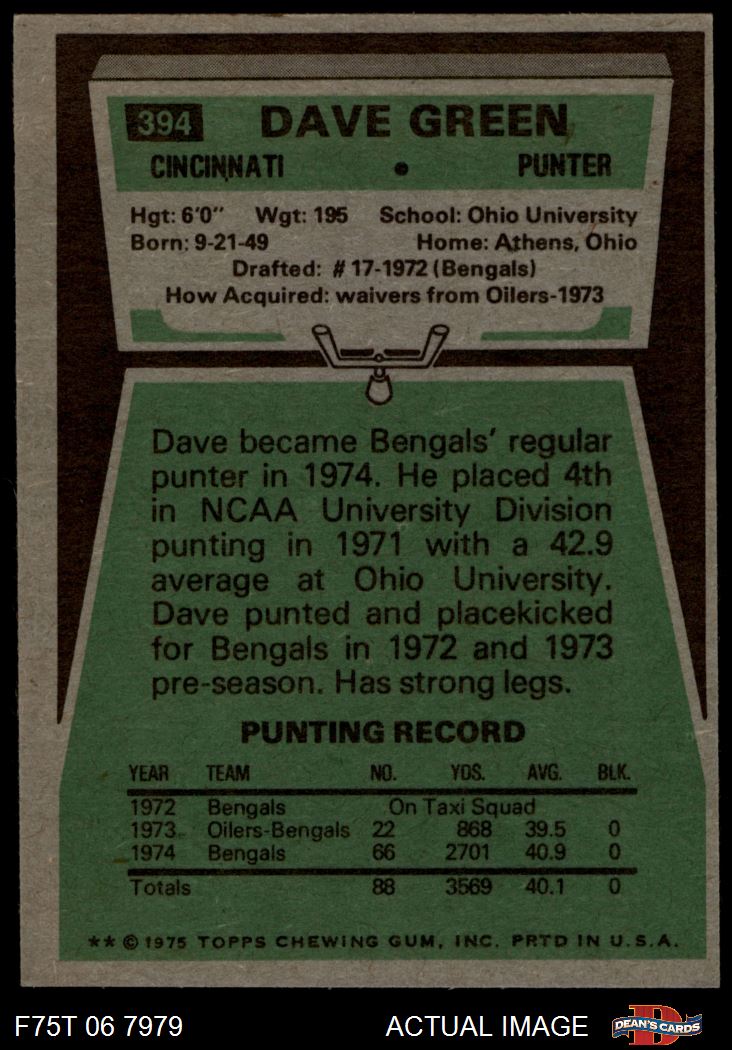 394 DAVE GREEN
CINCINNATI • PUNTER
Hgt: 6'0" Wgt: 195 School: Ohio University
Born: 9-21-49 Home: Athens, Ohio
Drafted: #17-1972 (Bengals)
How Acquired: waivers from Oilers-1973
Dave became Bengals' regular
punter in 1974. He placed 4th
in NCAA University Division
punting in 1971 with a 42.9
average at Ohio University.
Dave punted and placekicked
for Bengals in 1972 and 1973
pre-season. Has strong legs.
PUNTING RECORD
YEAR TEAM NO. YDS. AVG. BLK.
1972 Bengals On Taxi Squad
1973 Oilers-Bengals 22 868 39.5 0
1974 Bengals 66 2701 40.9 0
Totals 88 3569 40.1 0
** © 1975 TOPPS CHEWING GUM, INC. PRTD IN U.S.A.
F75T 06 7979 ACTUAL IMAGE D DEAN'S CARDS